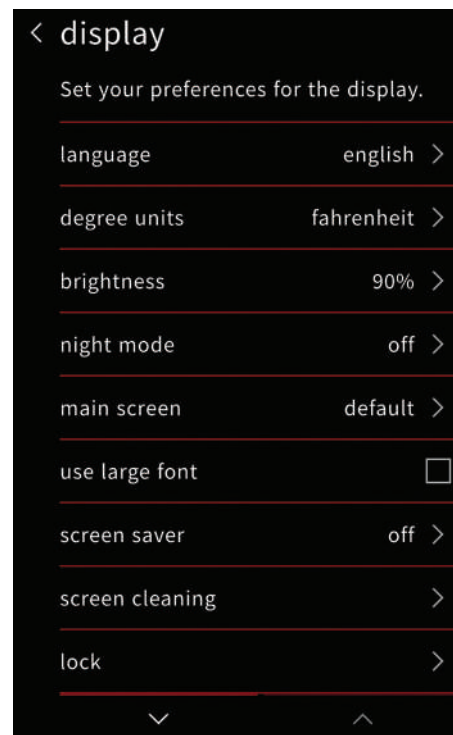 display
Set your preferences for the display.
language english
degree units fahrenheit
brightness 90%
night mode off
main screen default
use large font
screen saver off
screen cleaning
lock